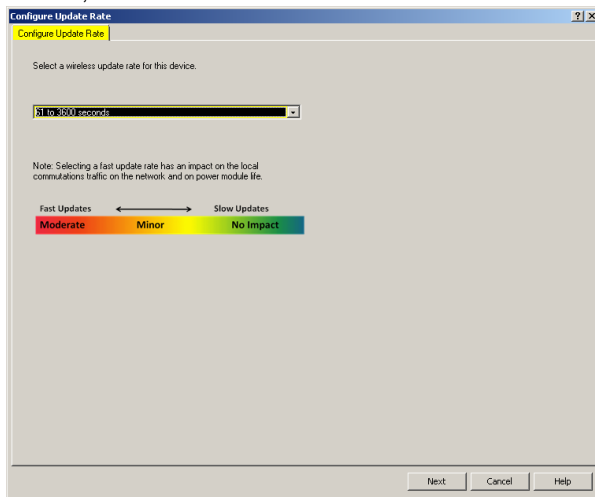 Configure Update Rate
Configure Update Rate
Select a wireless update rate for this device.
61 to 3600 seconds
Note: Selecting a fast update rate has an impact on the local
commutations traffic on the network and on power module life.
Fast Updates Slow Updates
Moderate Minor No Impact
Next Cancel Help